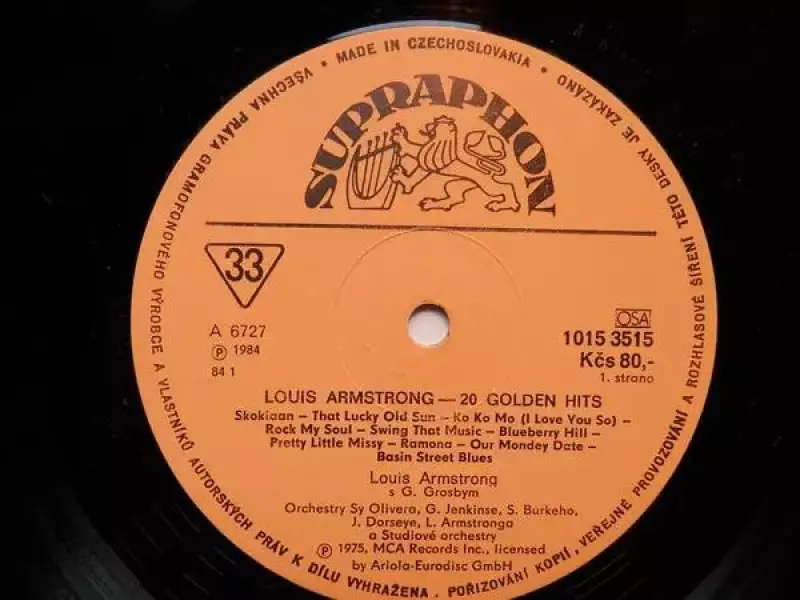 • MADE IN CZECHOSLOVAKIA •
VŠECHNA PRÁVA GRAMOFONOVÉHO VÝROBCE A VLASTNÍKŮ AUTORSKÝCH PRÁV K DÍLU VYHRAŽENA. POŘIZOVÁNÍ KOPIÍ, VEŘEJNÉ PROVOZOVÁNÍ A ROZHLASOVÉ ŠÍŘENÍ TÉTO DESKY JE ZAKÁZÁNO
SUPRAPHON
33
A 6727
Ⓟ 1984
84 1
OSA
1015 3515
Kčs 80,-
1. strana
LOUIS ARMSTRONG — 20 GOLDEN HITS
Skokiaan – That Lucky Old Sun – Ko Ko Mo (I Love You So) –
Rock My Soul – Swing That Music – Blueberry Hill –
Pretty Little Missy – Ramona – Our Mondey Date –
Basin Street Blues
Louis Armstrong
s G. Grosbym
Orchestry Sy Olivera, G. Jenkinse, S. Burkeho,
J. Dorseye, L. Armstronga
a Studiové orchestry
Ⓟ 1975, MCA Records Inc., licensed
by Ariola-Eurodisc GmbH